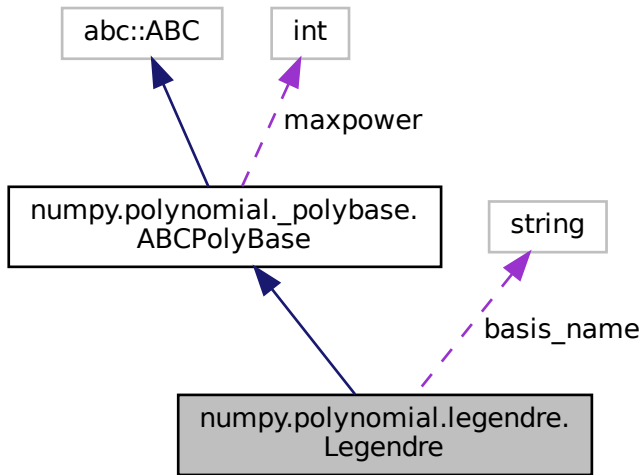 abc::ABC
int
maxpower
numpy.polynomial._polybase.
ABCPolyBase
string
basis_name
numpy.polynomial.legendre.
Legendre